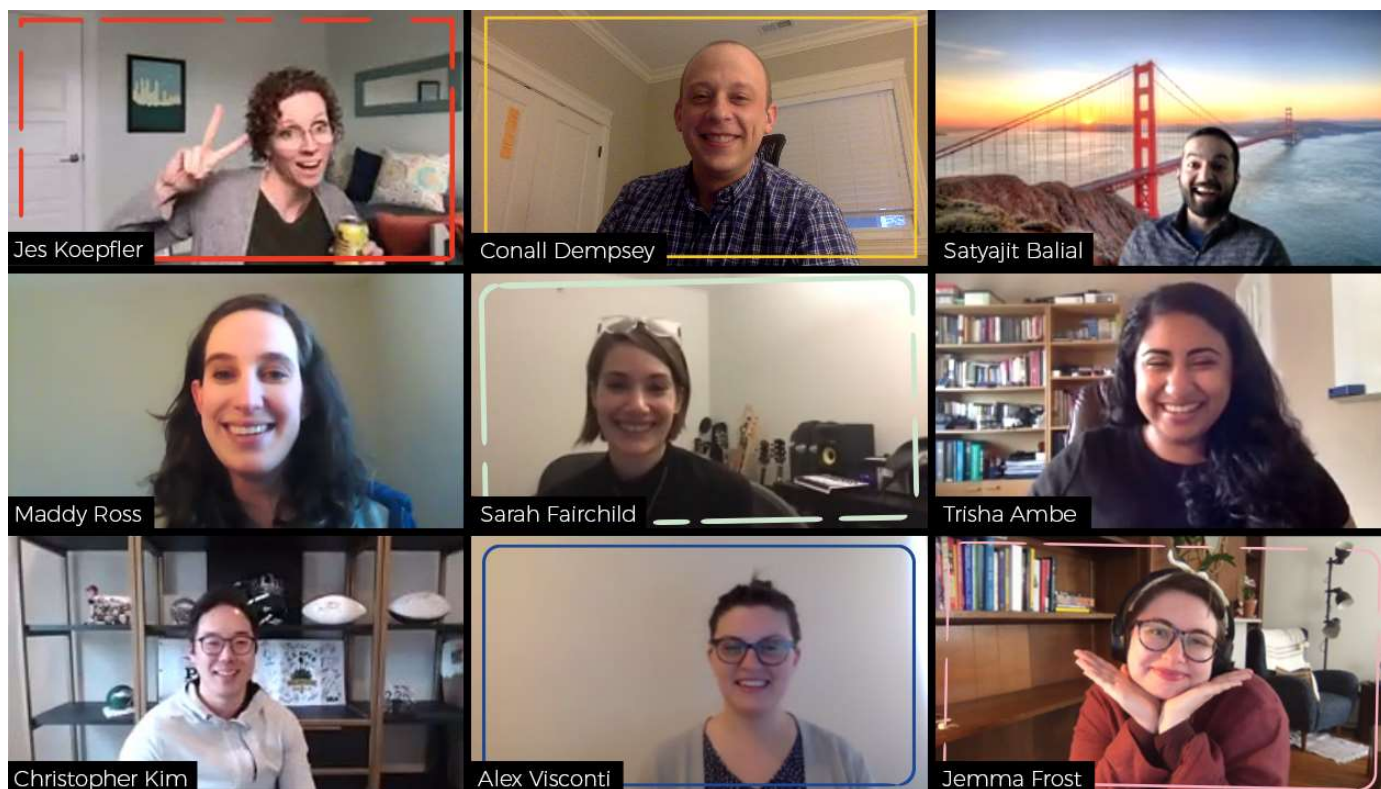 Jes Koepfler
Conall Dempsey
Satyajit Balial
Maddy Ross
Sarah Fairchild
Trisha Ambe
Christopher Kim
Alex Visconti
Jemma Frost